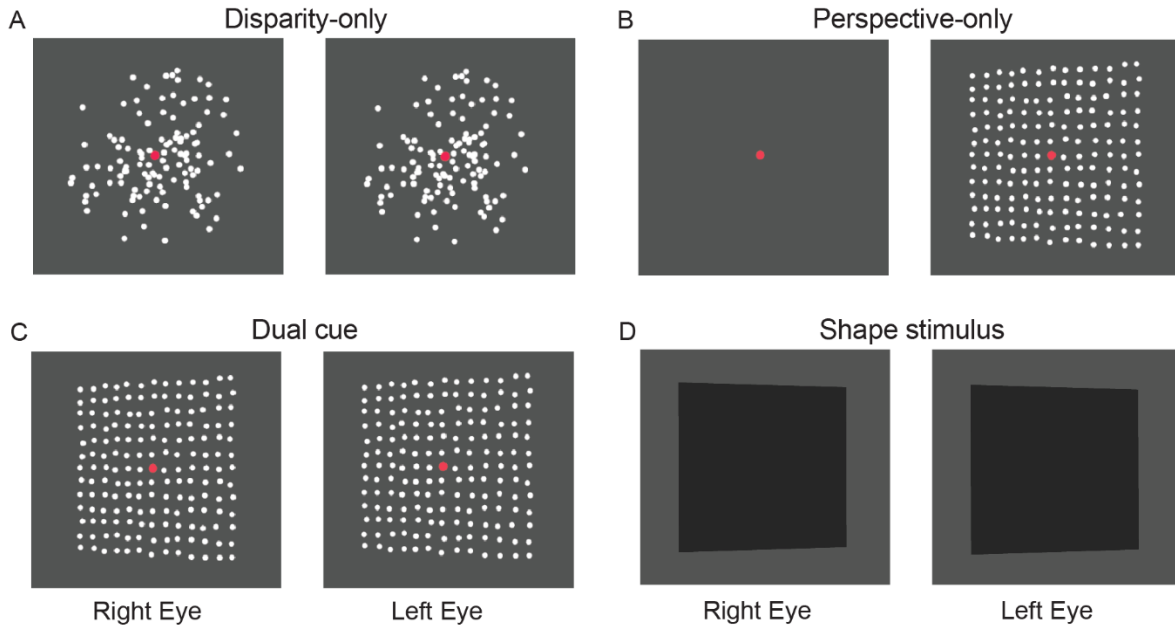 A Disparity-only
B Perspective-only
C Dual cue
D Shape stimulus
Right Eye Left Eye Right Eye Left Eye